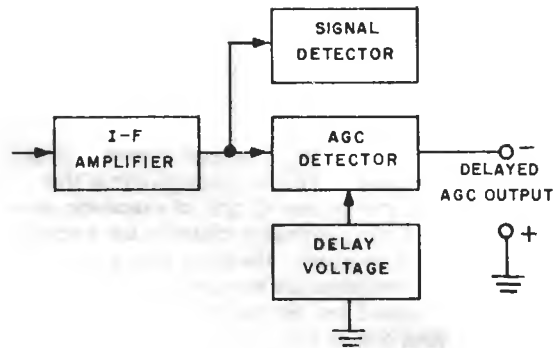 SIGNAL
DETECTOR
I-F
AMPLIFIER
AGC
DETECTOR
−
DELAYED
AGC OUTPUT
+
DELAY
VOLTAGE